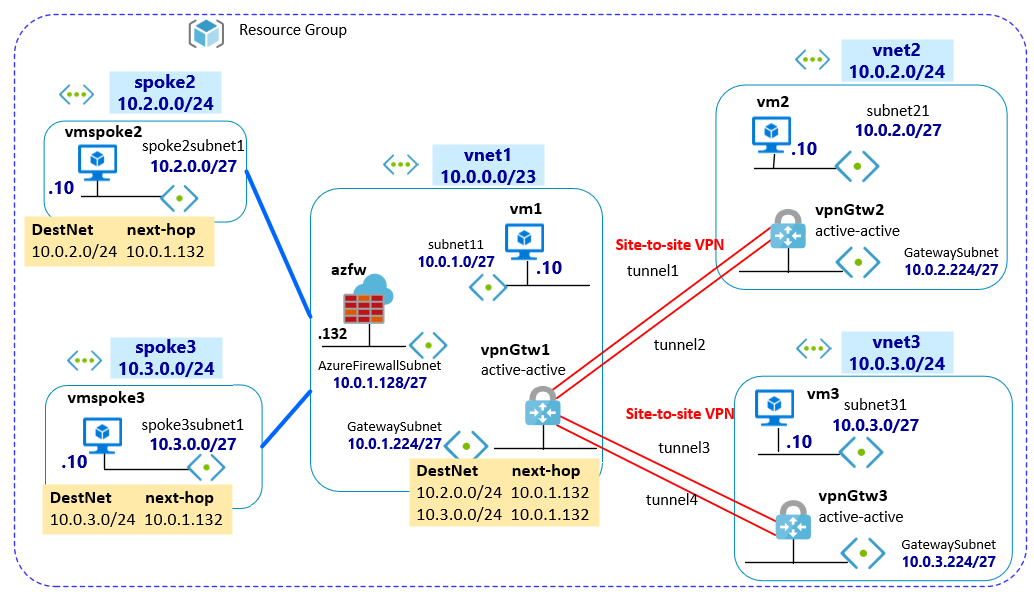 Resource Group
spoke2
10.2.0.0/24
vmspoke2
spoke2subnet1
10.2.0.0/27
.10
DestNet next-hop
10.0.2.0/24 10.0.1.132
spoke3
10.3.0.0/24
vmspoke3
spoke3subnet1
10.3.0.0/27
.10
DestNet next-hop
10.0.3.0/24 10.0.1.132
vnet1
10.0.0.0/23
vm1
subnet11
10.0.1.0/27
.10
azfw
.132
AzureFirewallSubnet
10.0.1.128/27
vpnGtw1
active-active
GatewaySubnet
10.0.1.224/27
DestNet next-hop
10.2.0.0/24 10.0.1.132
10.3.0.0/24 10.0.1.132
Site-to-site VPN
tunnel1
tunnel2
Site-to-site VPN
tunnel3
tunnel4
vnet2
10.0.2.0/24
vm2
subnet21
10.0.2.0/27
.10
vpnGtw2
active-active
GatewaySubnet
10.0.2.224/27
vnet3
10.0.3.0/24
vm3
subnet31
10.0.3.0/27
.10
vpnGtw3
active-active
GatewaySubnet
10.0.3.224/27